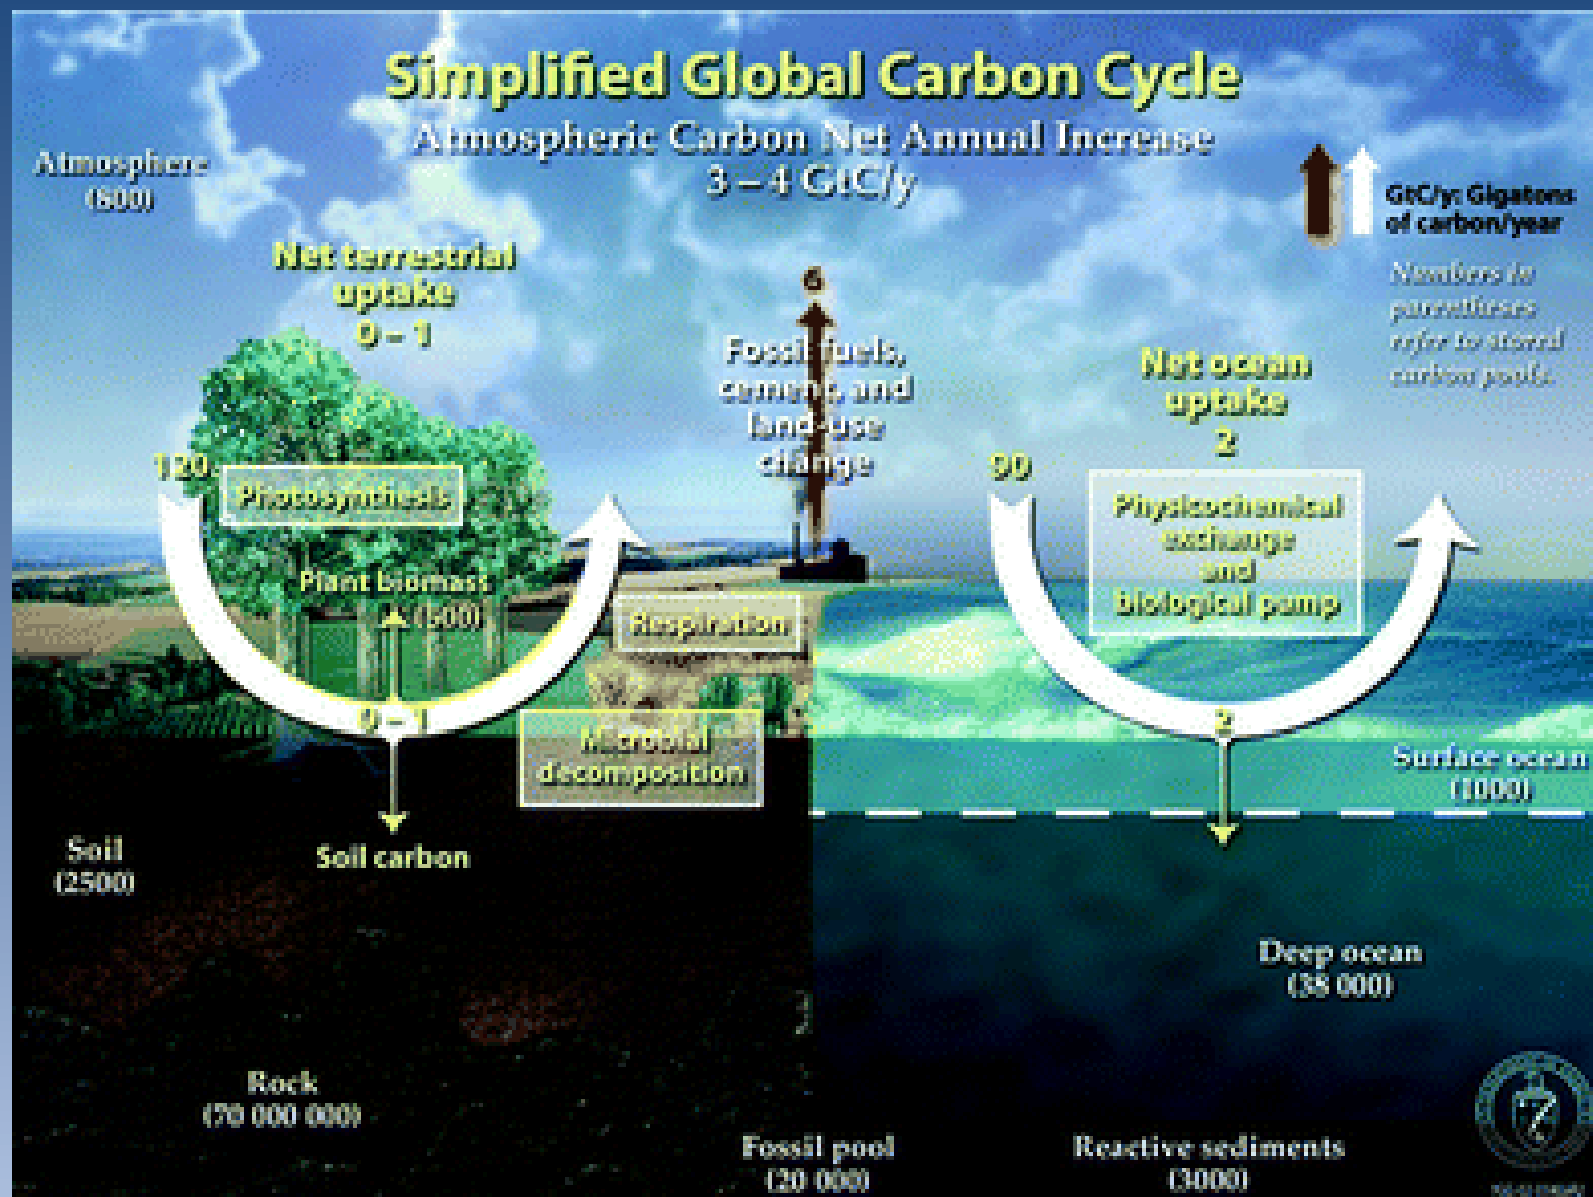 Simplified Global Carbon Cycle
Atmospheric Carbon Net Annual Increase
3 – 4 GtC/y
Atmosphere
(800)
GtC/y: Gigatons
of carbon/year
Numbers in
parentheses
refer to stored
carbon pools.
Net terrestrial
uptake
0 – 1
6
Fossil fuels,
cement, and
land-use
change
Net ocean
uptake
2
120
Photosynthesis
90
Physicochemical
exchange
and
biological pump
Plant biomass
(500)
Respiration
0 – 1
Microbial
decomposition
2
Surface ocean
(1000)
Soil
(2500)
Soil carbon
Deep ocean
(38 000)
Rock
(70 000 000)
Fossil pool
(20 000)
Reactive sediments
(3000)